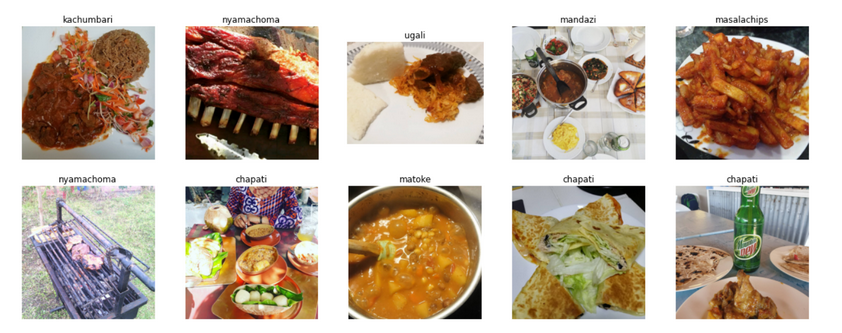 kachumbari
nyamachoma
ugali
mandazi
masalachips
nyamachoma
chapati
matoke
chapati
chapati